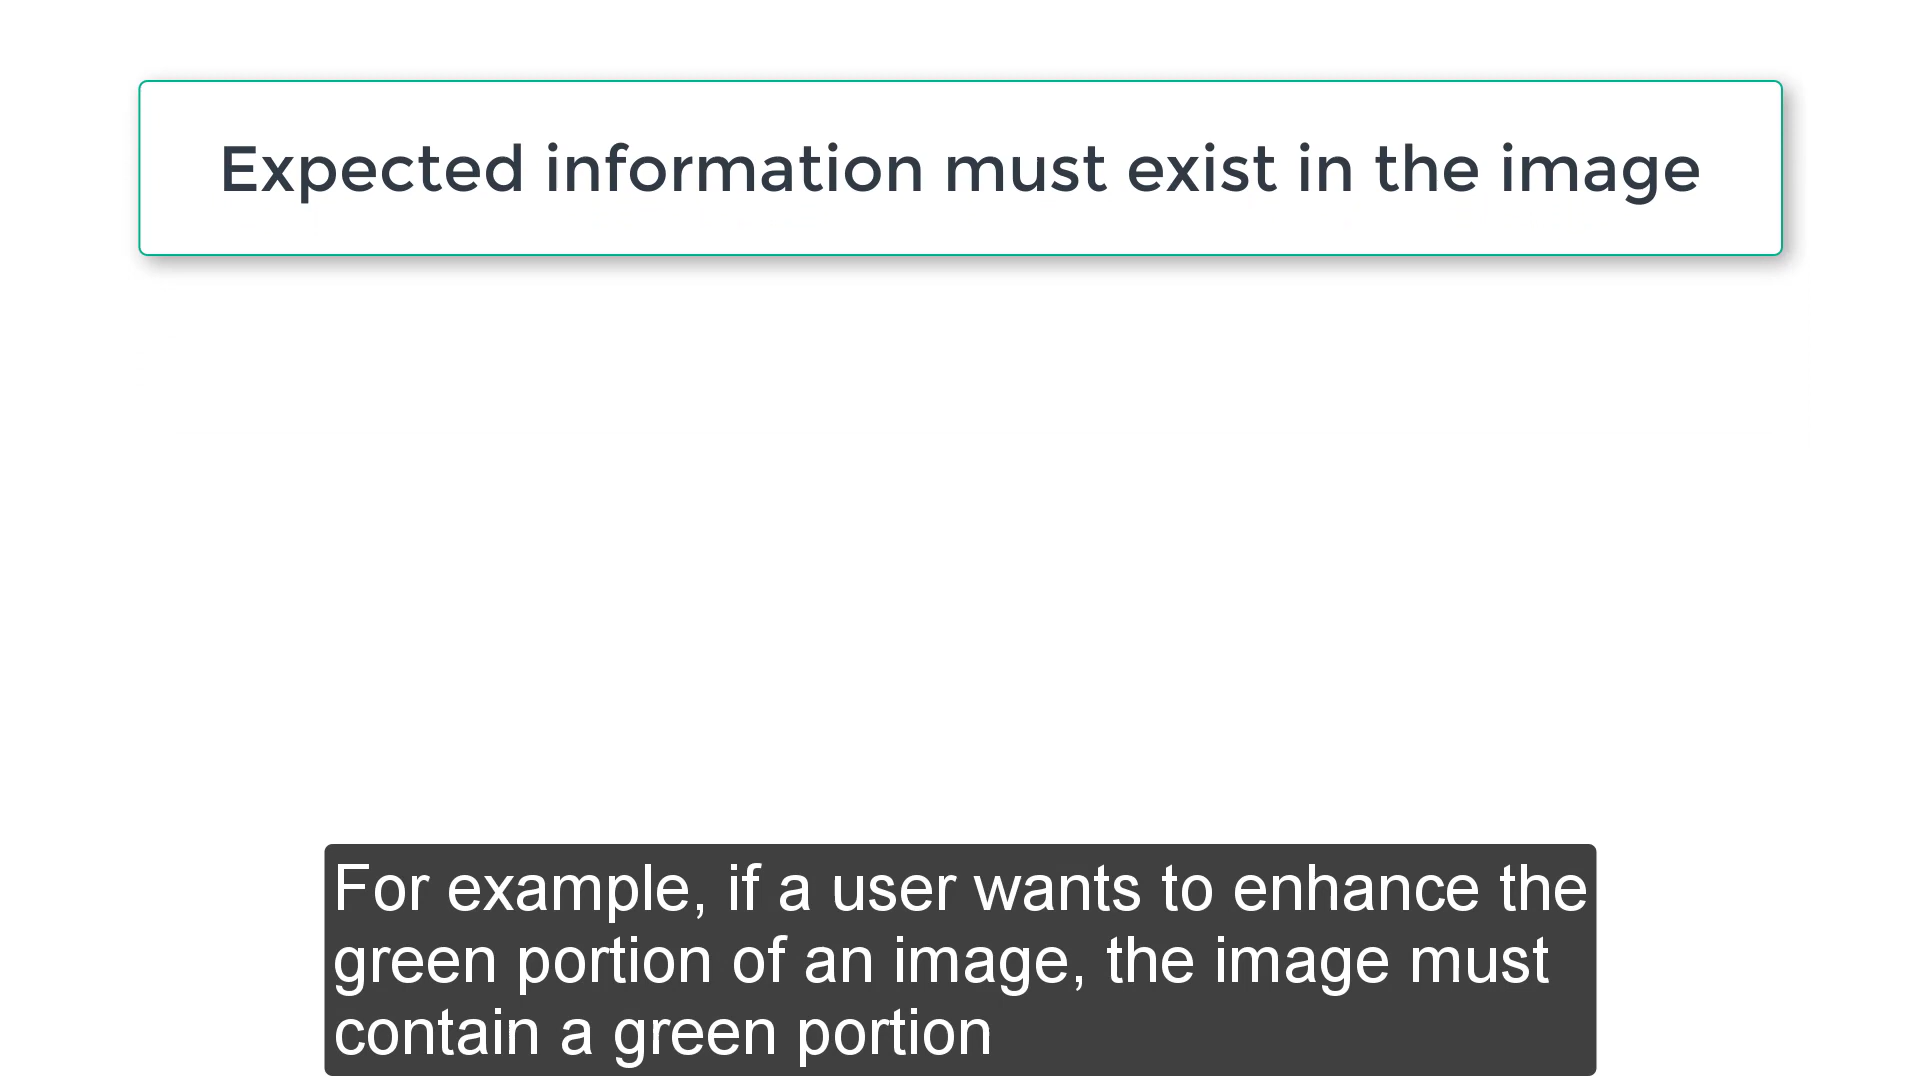 Expected information must exist in the image
For example, if a user wants to enhance the
green portion of an image, the image must
contain a green portion